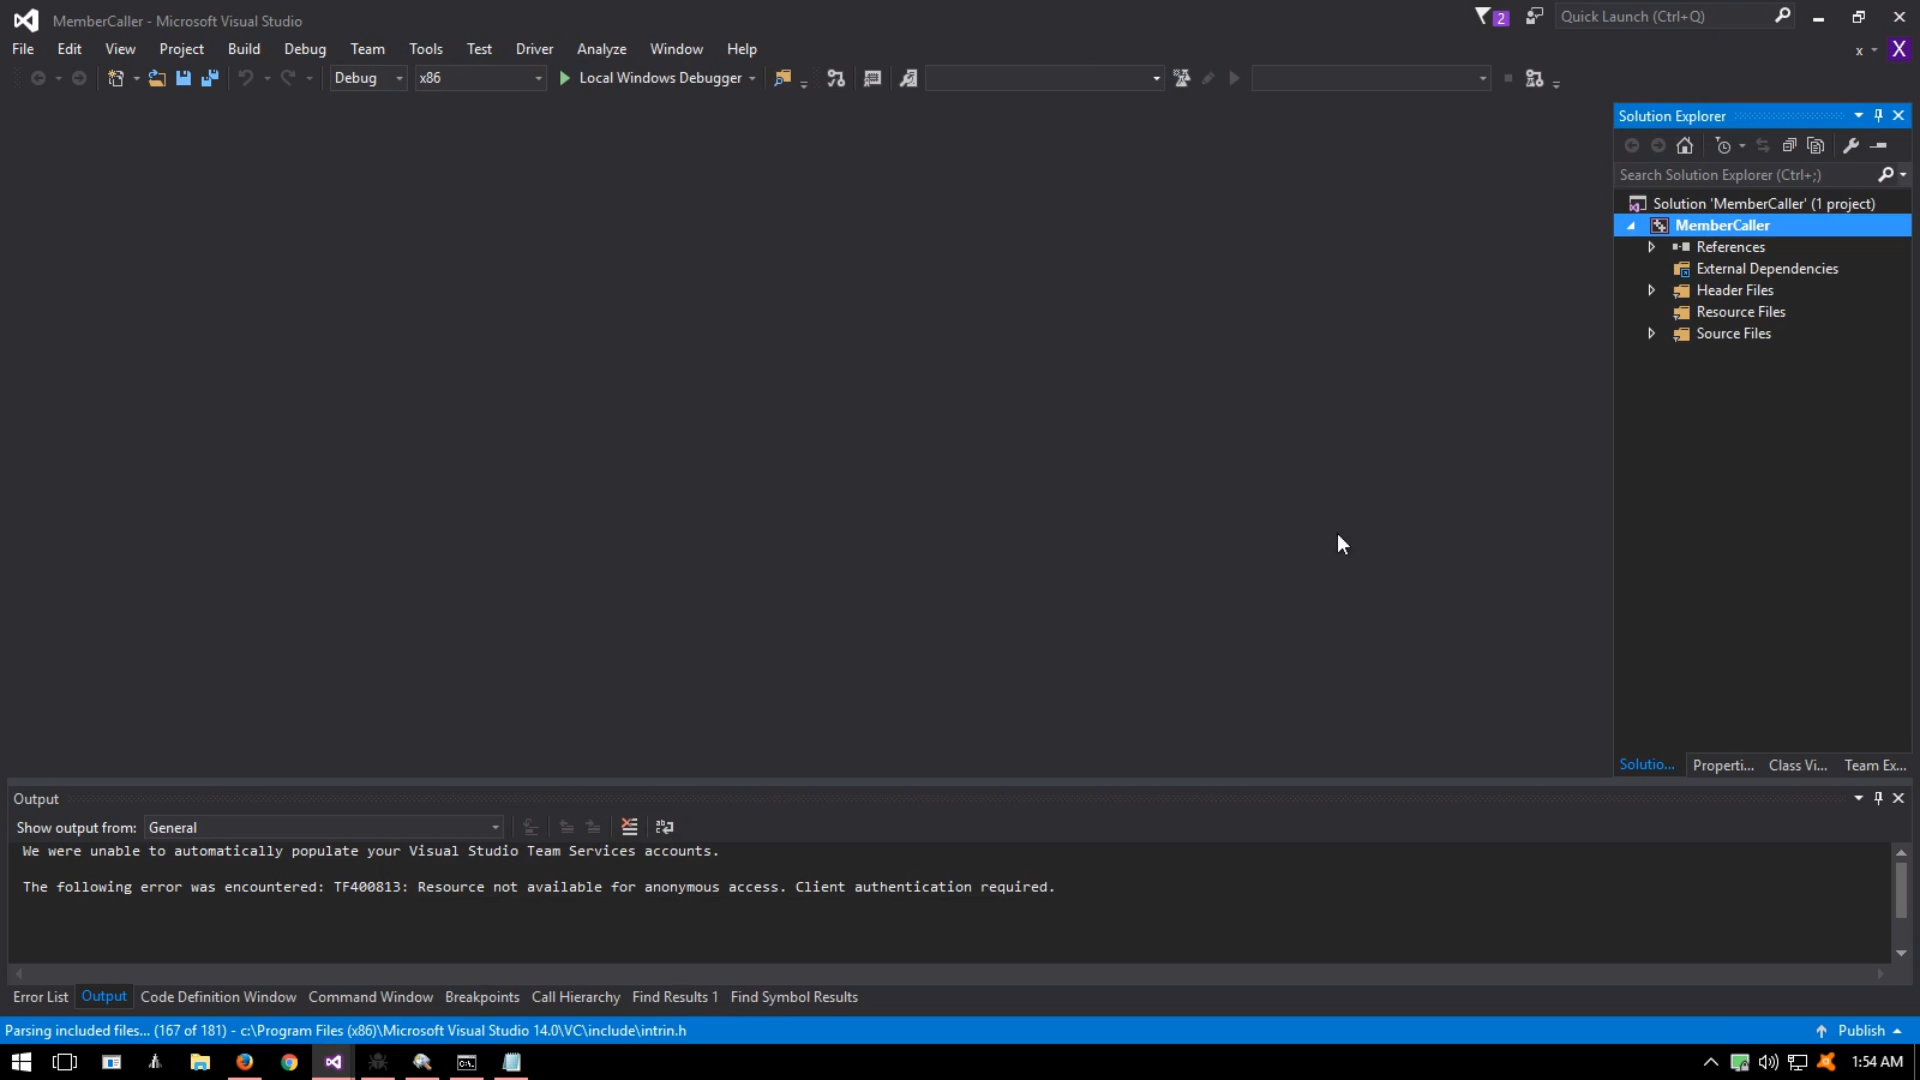 MemberCaller - Microsoft Visual Studio
2
Quick Launch (Ctrl+Q)
File Edit View Project Build Debug Team Tools Test Driver Analyze Window Help
x X
Debug x86 Local Windows Debugger
Solution Explorer
Search Solution Explorer (Ctrl+;)
Solution 'MemberCaller' (1 project)
MemberCaller
References
External Dependencies
Header Files
Resource Files
Source Files
Solutio... Properti... Class Vi... Team Ex...
Output
Show output from: General
We were unable to automatically populate your Visual Studio Team Services accounts.
The following error was encountered: TF400813: Resource not available for anonymous access. Client authentication required.
Error List Output Code Definition Window Command Window Breakpoints Call Hierarchy Find Results 1 Find Symbol Results
Parsing included files... (167 of 181) - c:\Program Files (x86)\Microsoft Visual Studio 14.0\VC\include\intrin.h
Publish
1:54 AM